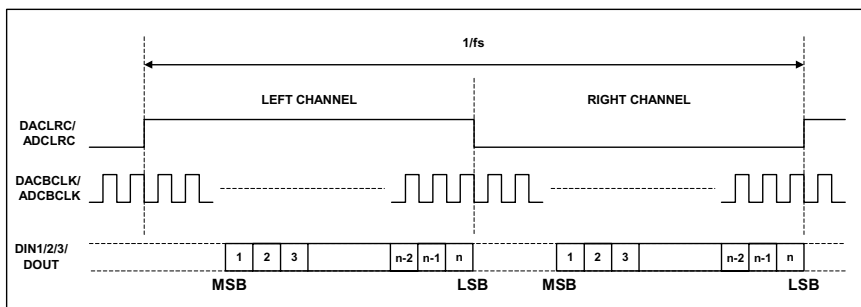 1/fs
LEFT CHANNEL
RIGHT CHANNEL
DACLRC/
ADCLRC
DACBCLK/
ADCBCLK
DIN1/2/3/
DOUT
1 2 3 n-2 n-1 n 1 2 3 n-2 n-1 n
MSB LSB MSB LSB